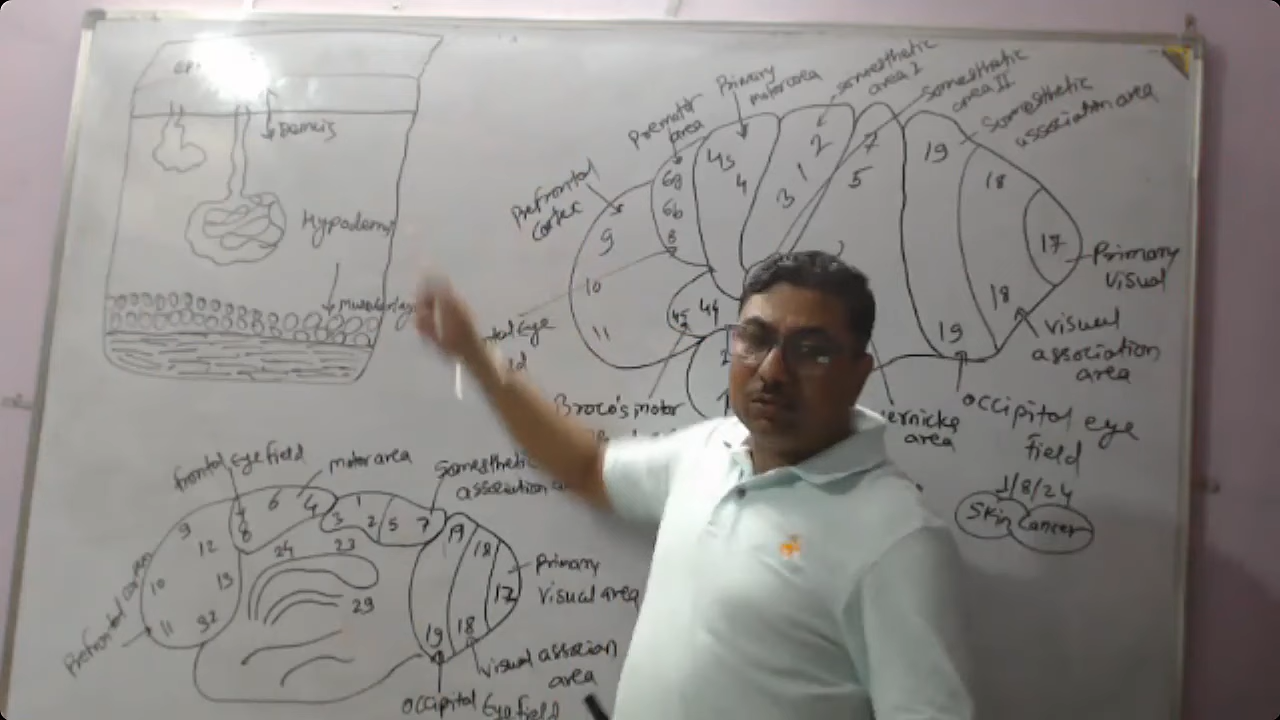 Dermis
Hypodermis
Premotor
area
Primary
motor area
Somesthetic
area I
Somesthetic
area II
Somesthetic
association area
Prefrontal
cortex
6a
6b
8
9
10
11
4s
4
3
1
2
7
5
19
18
17
18
19
45
44
Primary
visual
visual
association
area
occipital eye
field
Broca's motor
area
1/8/24
Skin Cancer
frontal eye field
motor area
Somesthetic
association
Prefrontal
9
12
10
13
11
32
8
6
4
24
23
29
3
1
2
5
7
19
18
17
19
18
Primary
visual area
visual associan
area
occipital Eye field